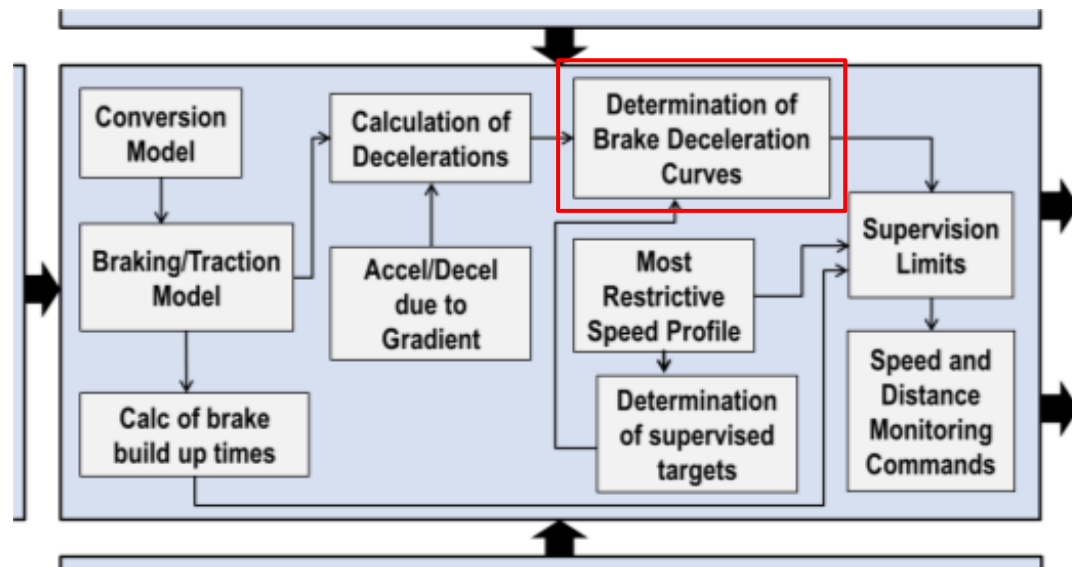 Conversion
Model
Braking/Traction
Model
Calc of brake
build up times
Calculation of
Decelerations
Accel/Decel
due to
Gradient
Determination of
Brake Deceleration
Curves
Most
Restrictive
Speed Profile
Determination
of supervised
targets
Supervision
Limits
Speed and
Distance
Monitoring
Commands